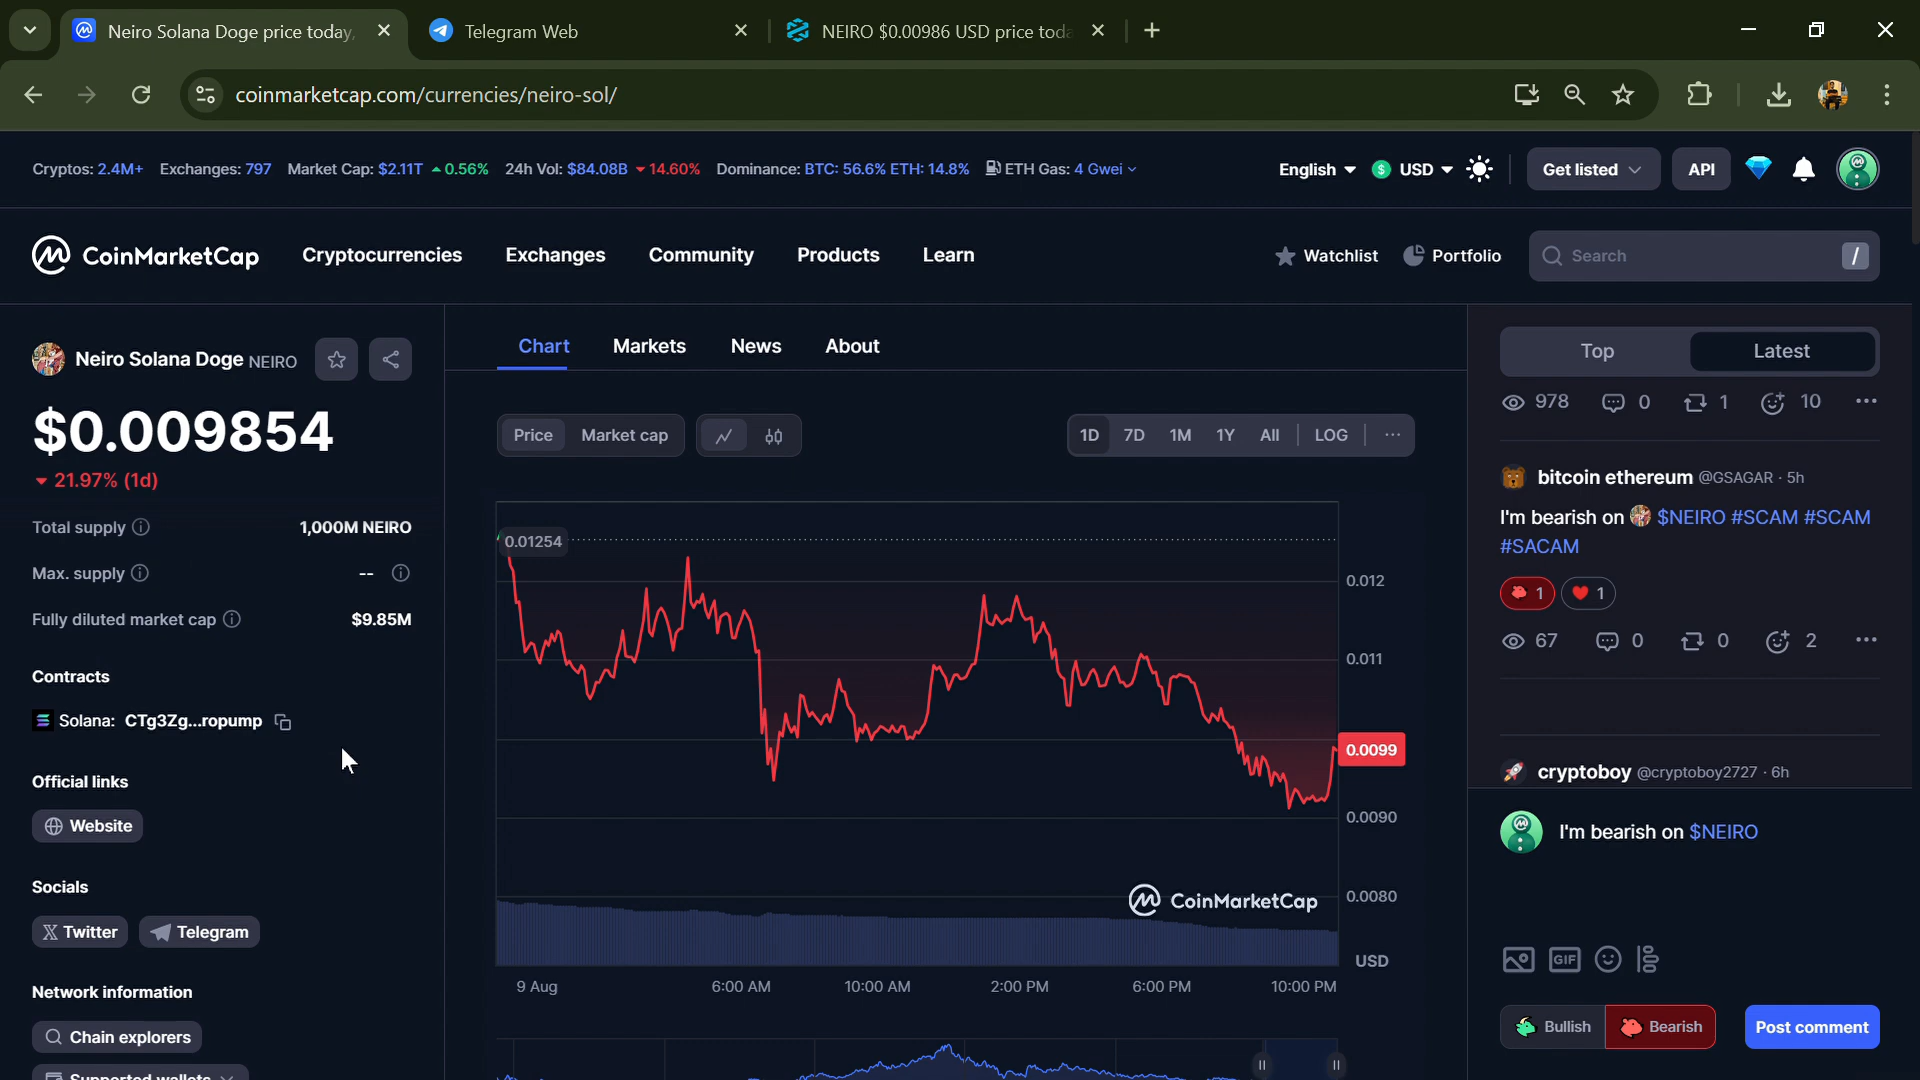 Neiro Solana Doge price today,
Telegram Web
NEIRO $0.00986 USD price toda
coinmarketcap.com/currencies/neiro-sol/
Cryptos: 2.4M+ Exchanges: 797 Market Cap: $2.11T 0.56% 24h Vol: $84.08B 14.60% Dominance: BTC: 56.6% ETH: 14.8% ETH Gas: 4 Gwei
English USD Get listed API
CoinMarketCap Cryptocurrencies Exchanges Community Products Learn
Watchlist Portfolio Search /
Neiro Solana Doge NEIRO
$0.009854
21.97% (1d)
Total supply 1,000M NEIRO
Max. supply --
Fully diluted market cap $9.85M
Contracts
Solana: CTg3Zg...ropump
Official links
Website
Socials
Twitter Telegram
Network information
Chain explorers
Supported wallets
Chart Markets News About
Price Market cap
1D 7D 1M 1Y All LOG
0.01254
0.012
0.011
0.0099
0.0090
0.0080
CoinMarketCap
USD
9 Aug 6:00 AM 10:00 AM 2:00 PM 6:00 PM 10:00 PM
Top Latest
978 0 1 10
bitcoin ethereum @GSAGAR · 5h
I'm bearish on $NEIRO #SCAM #SCAM
#SACAM
1 1
67 0 0 2
cryptoboy @cryptoboy2727 · 6h
I'm bearish on $NEIRO
GIF
Bullish Bearish Post comment